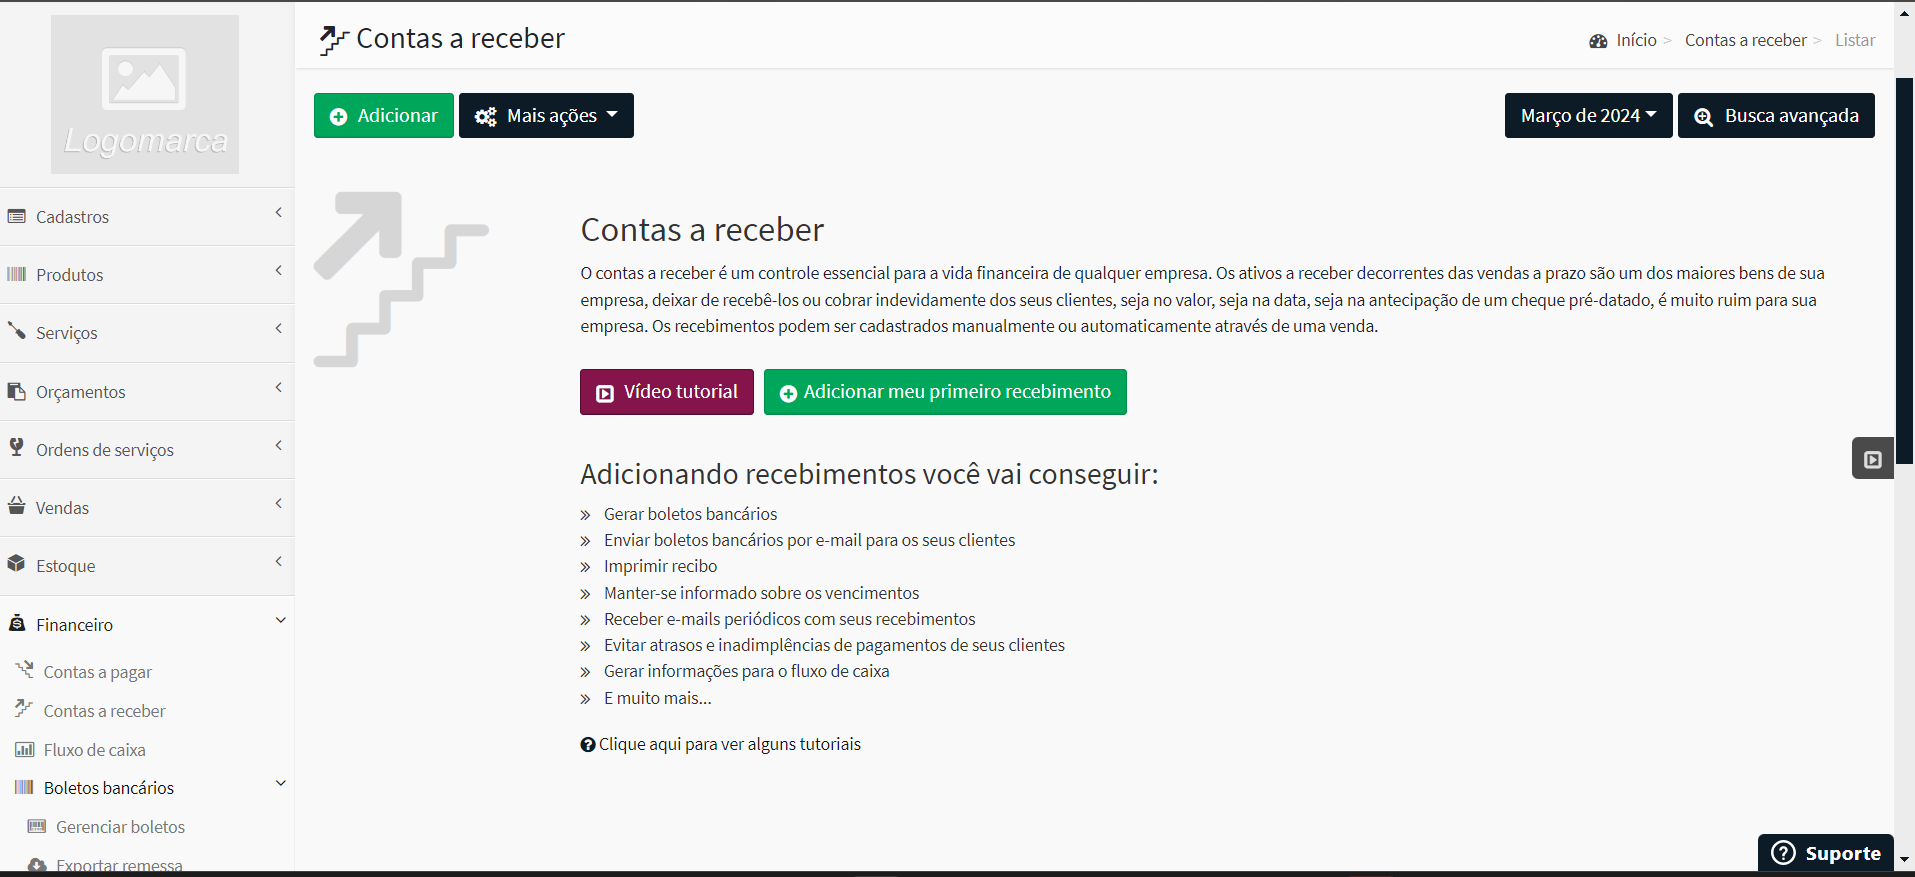 Logomarca
Contas a receber
Início > Contas a receber > Listar
Adicionar
Mais ações
Março de 2024
Busca avançada
Cadastros
Produtos
Serviços
Orçamentos
Ordens de serviços
Vendas
Estoque
Financeiro
Contas a pagar
Contas a receber
Fluxo de caixa
Boletos bancários
Gerenciar boletos
Exportar remessa
Contas a receber
O contas a receber é um controle essencial para a vida financeira de qualquer empresa. Os ativos a receber decorrentes das vendas a prazo são um dos maiores bens de sua
empresa, deixar de recebê-los ou cobrar indevidamente dos seus clientes, seja no valor, seja na data, seja na antecipação de um cheque pré-datado, é muito ruim para sua
empresa. Os recebimentos podem ser cadastrados manualmente ou automaticamente através de uma venda.
Vídeo tutorial
Adicionar meu primeiro recebimento
Adicionando recebimentos você vai conseguir:
» Gerar boletos bancários
» Enviar boletos bancários por e-mail para os seus clientes
» Imprimir recibo
» Manter-se informado sobre os vencimentos
» Receber e-mails periódicos com seus recebimentos
» Evitar atrasos e inadimplências de pagamentos de seus clientes
» Gerar informações para o fluxo de caixa
» E muito mais...
Clique aqui para ver alguns tutoriais
Suporte